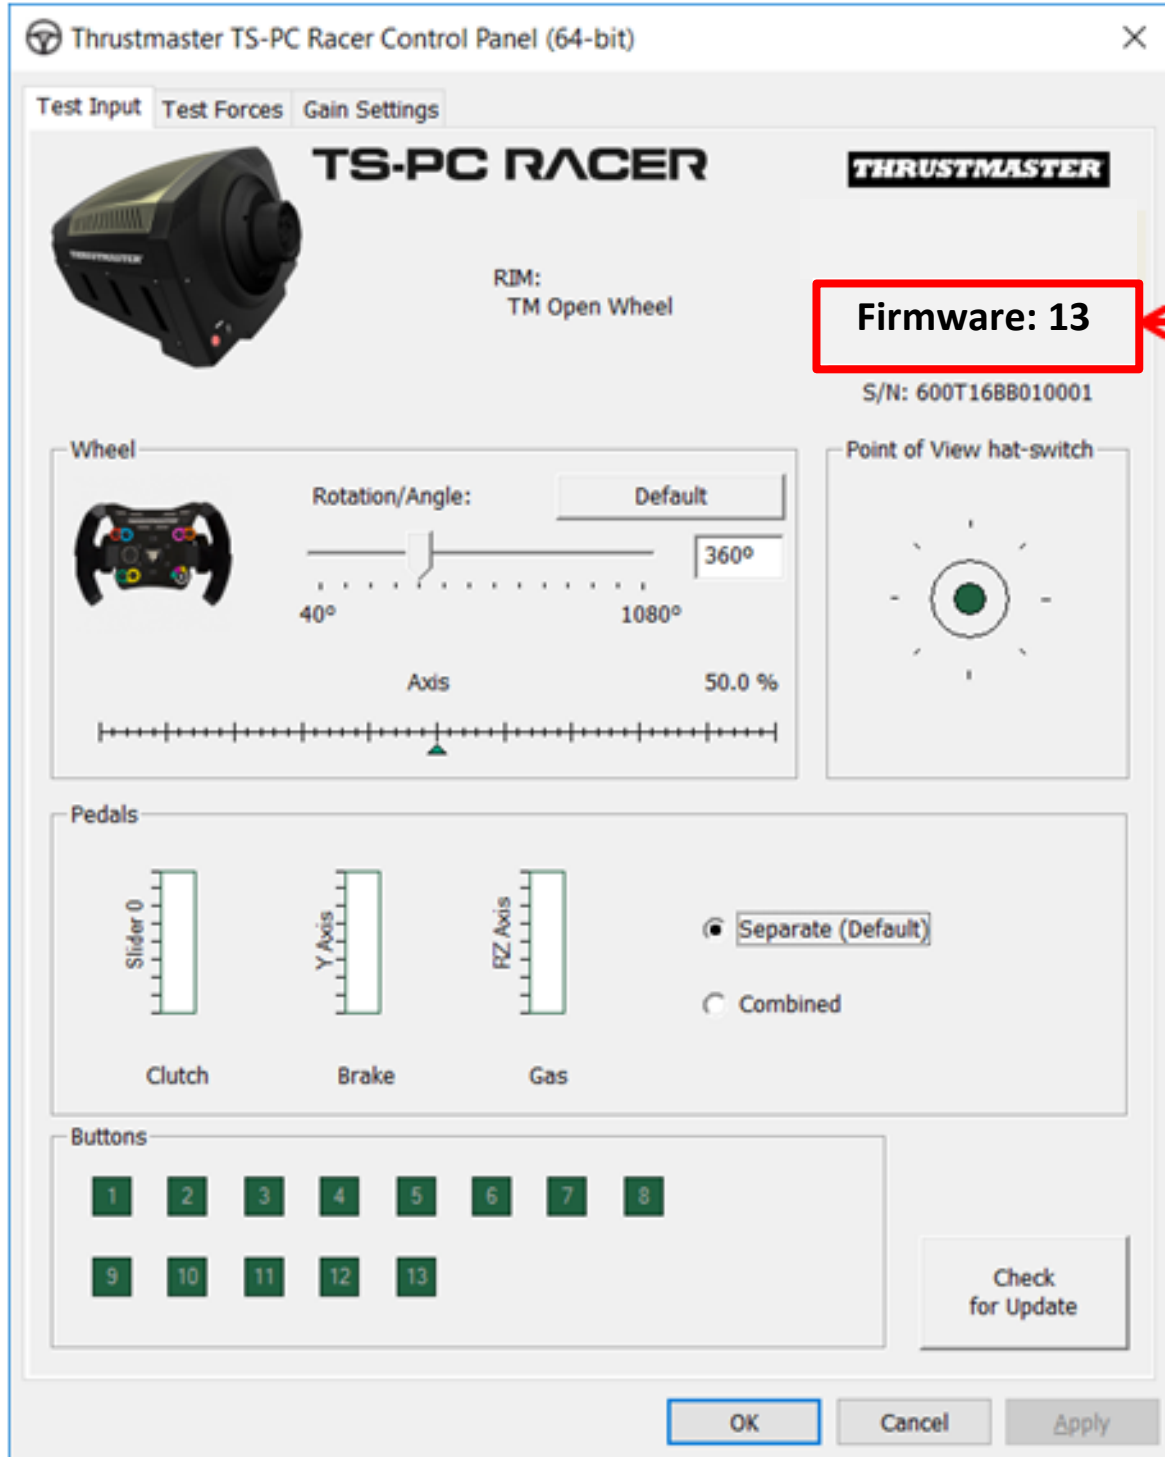 Thrustmaster TS-PC Racer Control Panel (64-bit)
Test Input Test Forces Gain Settings
TS-PC RACER
THRUSTMASTER
RIM:
TM Open Wheel
Firmware: 13
S/N: 600T16BB010001
Wheel
Rotation/Angle:
Default
360º
40º
1080º
Axis
50.0 %
Point of View hat-switch
Pedals
Slider 0
Y Axis
RZ Axis
Clutch
Brake
Gas
Separate (Default)
Combined
Buttons
1 2 3 4 5 6 7 8
9 10 11 12 13
Check
for Update
OK
Cancel
Apply